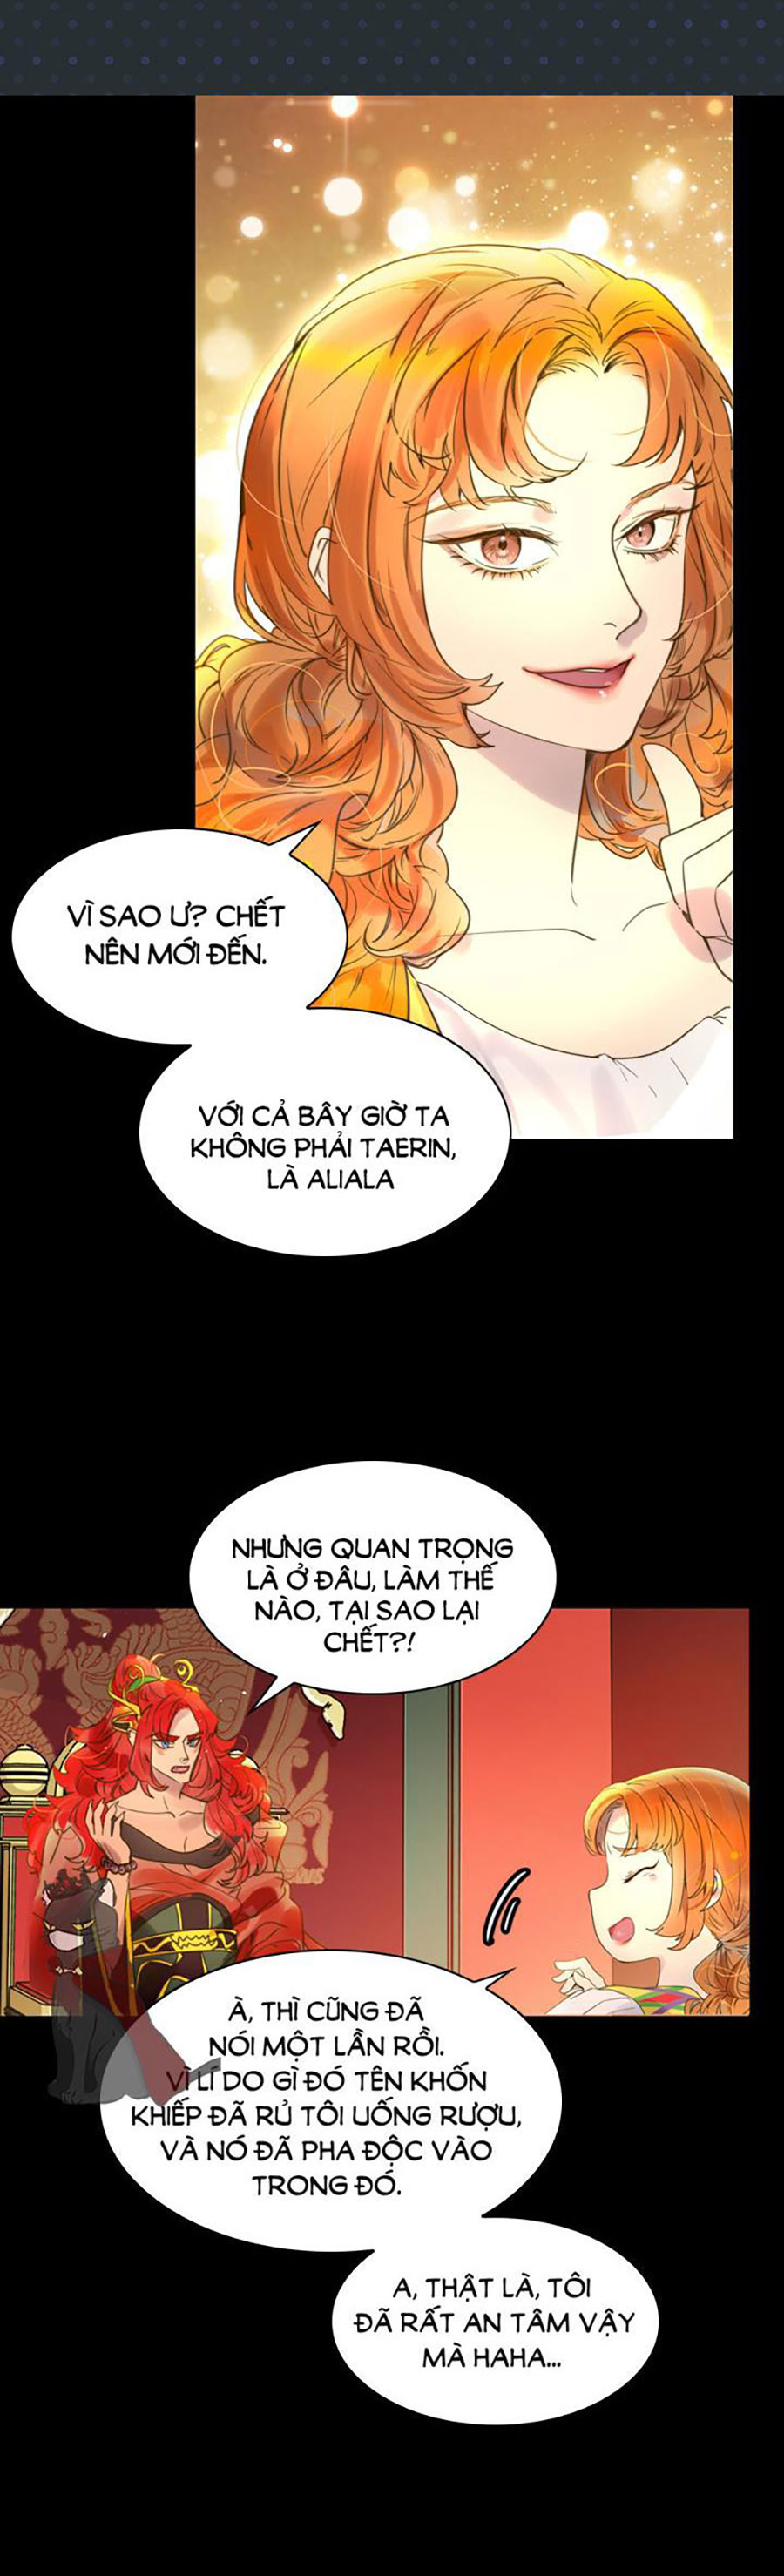 VÌ SAO Ư? CHẾT
NÊN MỚI ĐẾN.
VỚI CẢ BÂY GIỜ TA
KHÔNG PHẢI TAERIN,
LÀ ALIALA
NHƯNG QUAN TRỌNG
LÀ Ở ĐÂU, LÀM THẾ
NÀO, TẠI SAO LẠI
CHẾT?!
À, THÌ CŨNG ĐÃ
NÓI MỘT LẦN RỒI.
VÌ LÍ DO GÌ ĐÓ TÊN KHỐN
KHIẾP ĐÃ RỦ TÔI UỐNG RƯỢU,
VÀ NÓ ĐÃ PHA ĐỘC VÀO
TRONG ĐÓ.
A, THẬT LÀ, TÔI
ĐÃ RẤT AN TÂM VẬY
MÀ HAHA...